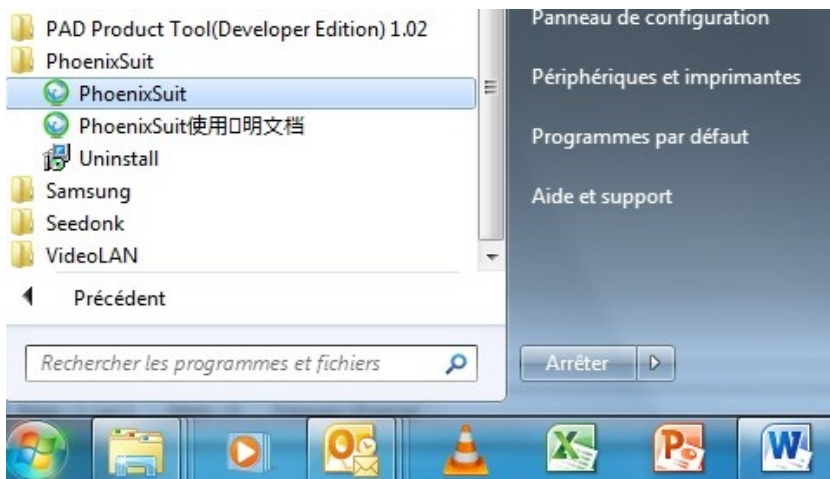 PAD Product Tool(Developer Edition) 1.02
PhoenixSuit
PhoenixSuit
PhoenixSuit使用▯明文档
Uninstall
Samsung
Seedonk
VideoLAN
Précédent
Rechercher les programmes et fichiers
Panneau de configuration
Périphériques et imprimantes
Programmes par défaut
Aide et support
Arrêter